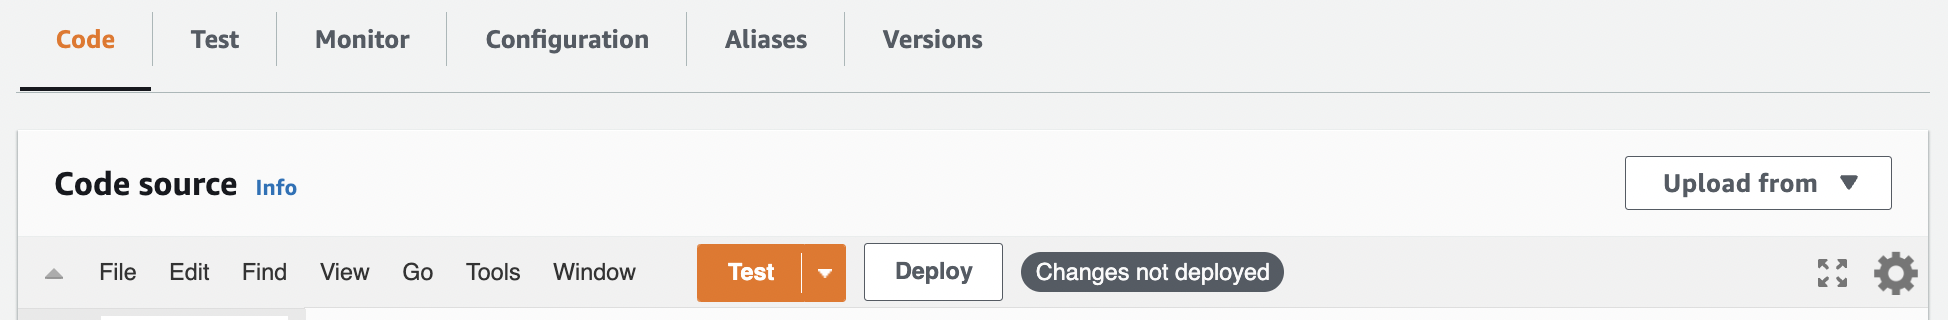 Code Test Monitor Configuration Aliases Versions
Code source Info Upload from
File Edit Find View Go Tools Window Test Deploy Changes not deployed